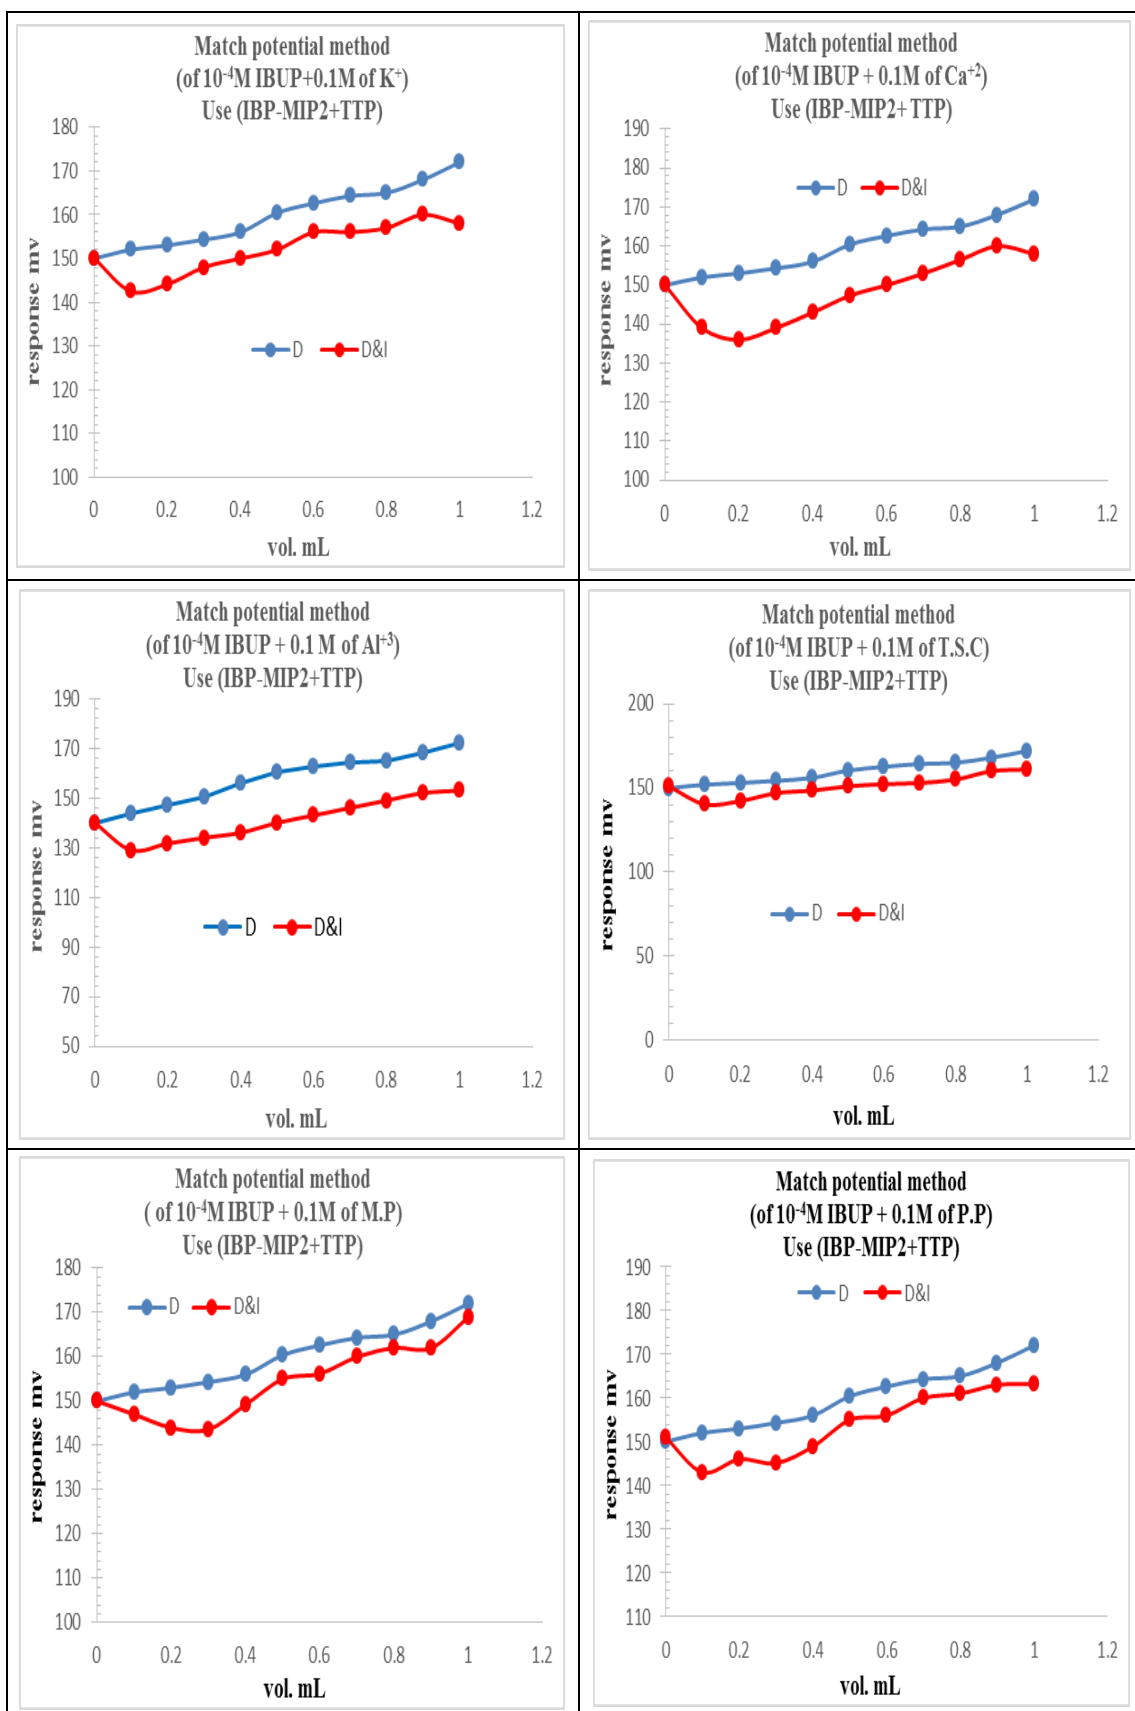 Match potential method
(of 10⁻⁴M IBUP+0.1M of K⁺)
Use (IBP-MIP2+TTP)
180
170
160
150
140
130
120
110
100
response mv
D D&I
0 0.2 0.4 0.6 0.8 1 1.2
vol. mL
Match potential method
(of 10⁻⁴M IBUP + 0.1M of Ca⁺²)
Use (IBP-MIP2+ TTP)
190
180
170
160
150
140
130
120
110
100
response mv
D D&I
0 0.2 0.4 0.6 0.8 1 1.2
vol. mL
Match potential method
(of 10⁻⁴M IBUP + 0.1 M of Al⁺³)
Use (IBP-MIP2+TTP)
190
170
150
130
110
90
70
50
response mv
D D&I
0 0.2 0.4 0.6 0.8 1 1.2
vol. mL
Match potential method
(of 10⁻⁴M IBUP + 0.1M of T.S.C)
Use (IBP-MIP2+TTP)
200
150
100
50
0
response mv
D D&I
0 0.2 0.4 0.6 0.8 1 1.2
vol. mL
Match potential method
( of 10⁻⁴M IBUP + 0.1M of M.P)
Use (IBP-MIP2+TTP)
180
170
160
150
140
130
120
110
100
response mv
D D&I
0 0.2 0.4 0.6 0.8 1 1.2
vol. mL
Match potential method
(of 10⁻⁴M IBUP + 0.1M of P.P)
Use (IBP-MIP2+TTP)
190
180
170
160
150
140
130
120
110
response mv
D D&I
0 0.2 0.4 0.6 0.8 1 1.2
vol. mL